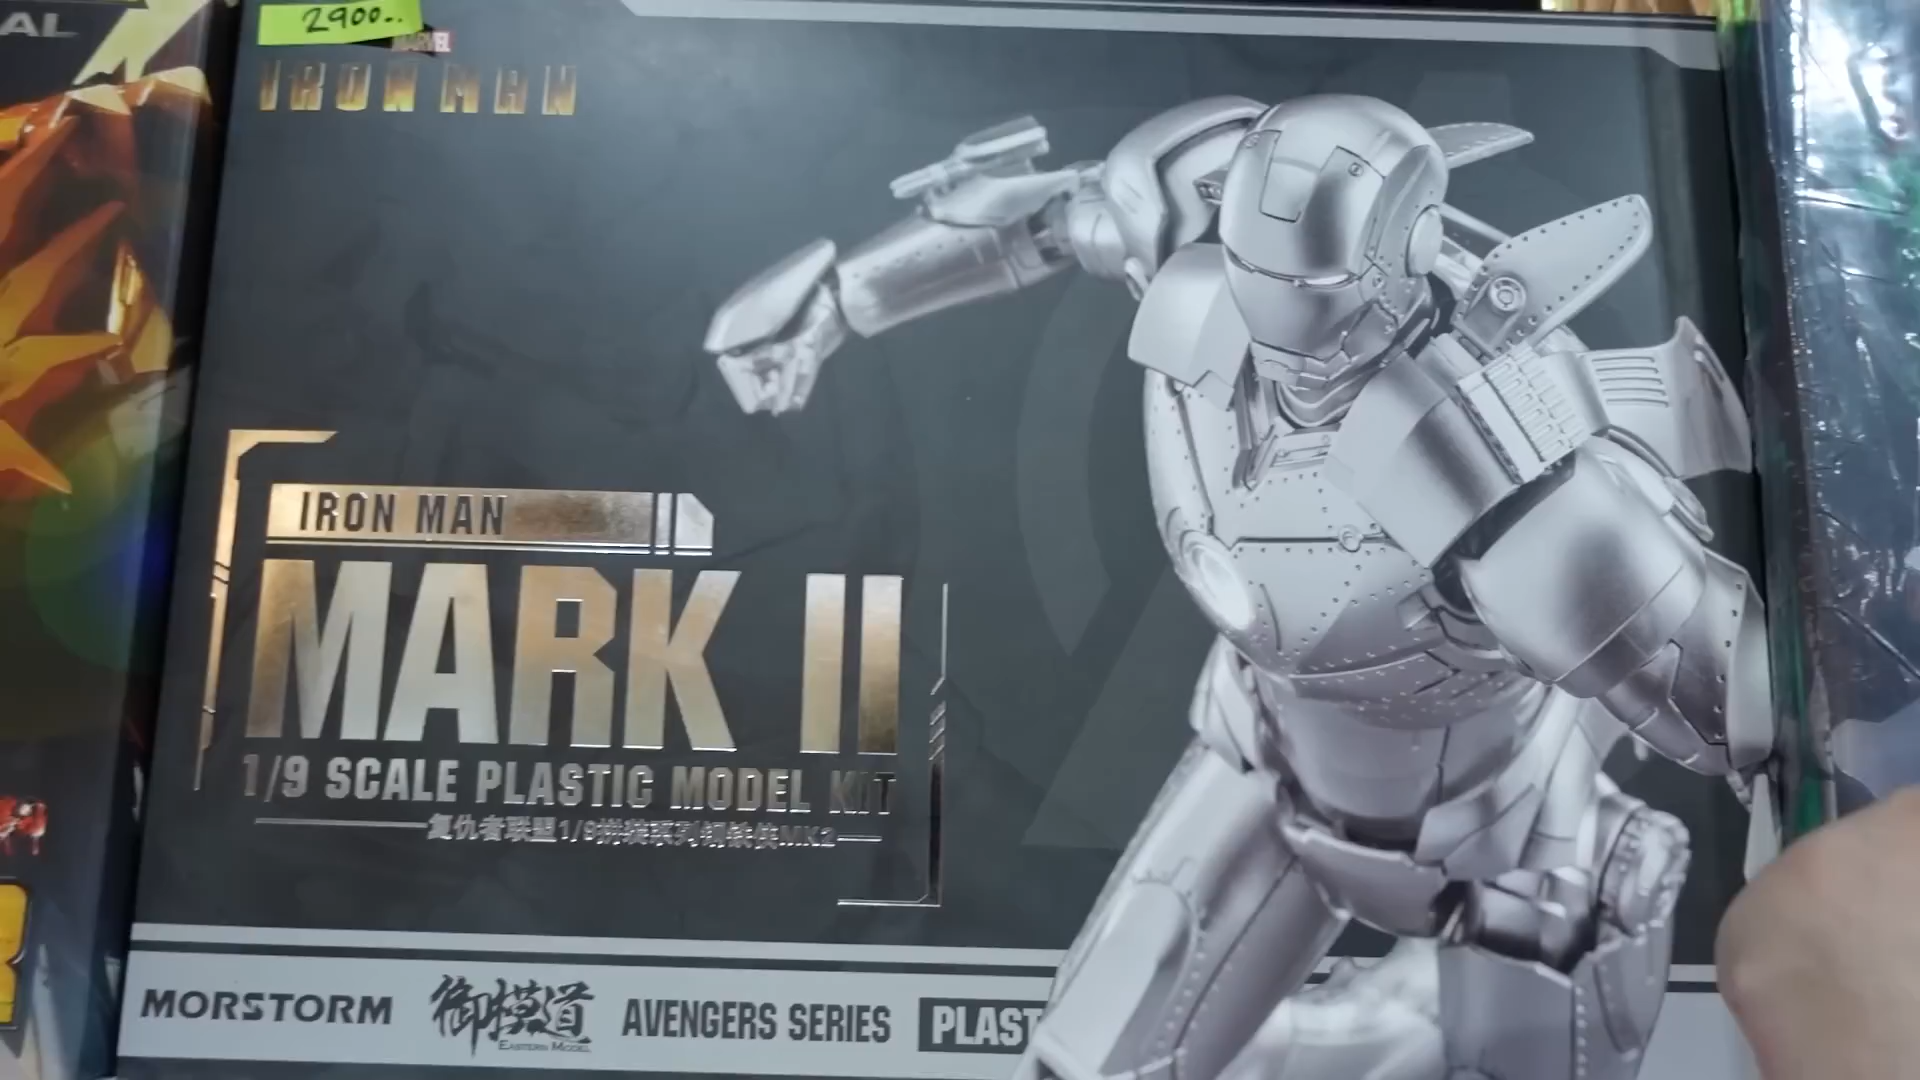 AL
2900..
MARVEL
IRON MAN
IRON MAN
MARK II
1/9 SCALE PLASTIC MODEL KIT
复仇者联盟1/9拼装系列钢铁侠MK2
MORSTORM 御模道 AVENGERS SERIES PLAST
EASTERN MODEL